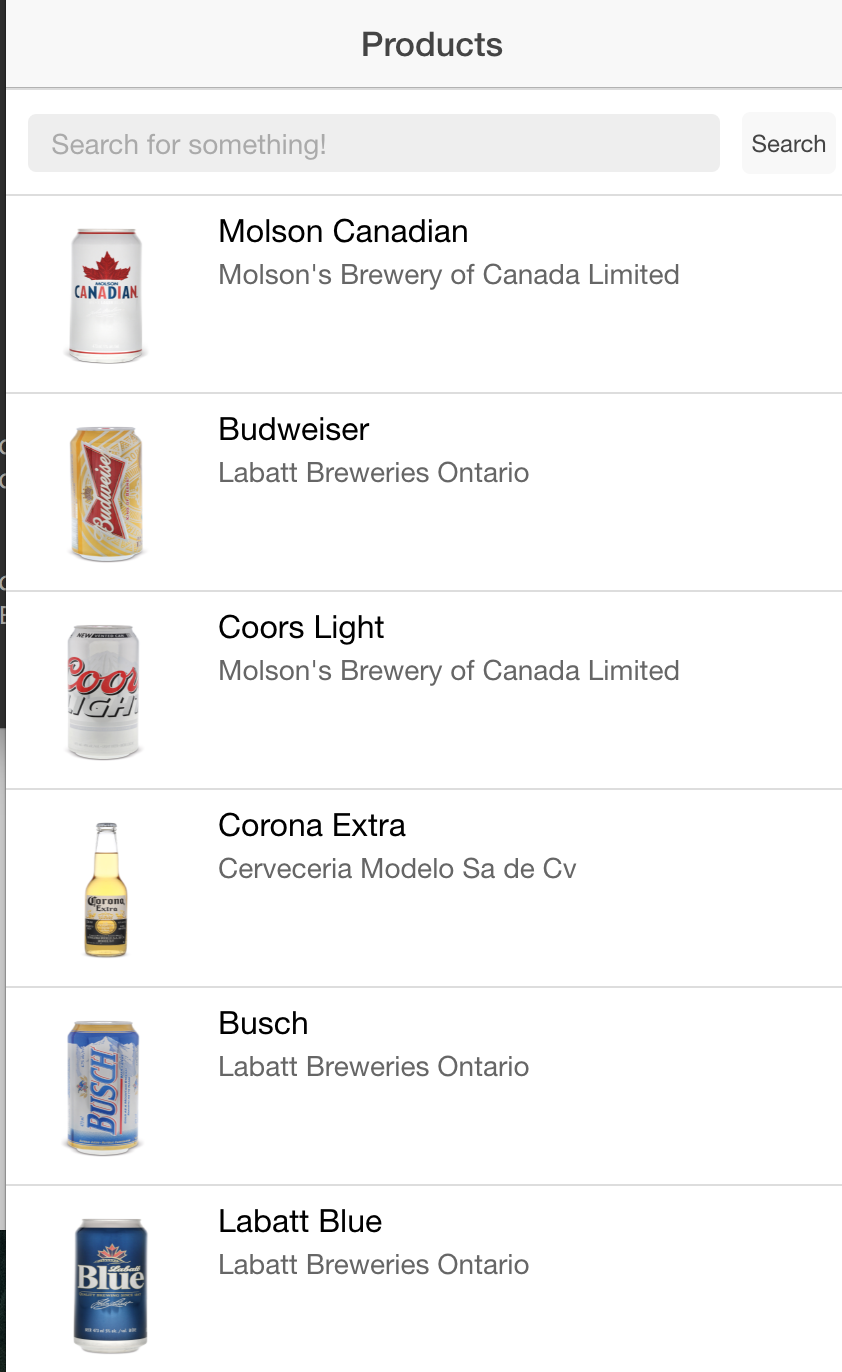 Products
Search for something!
Search
Molson Canadian
Molson's Brewery of Canada Limited
MOLSON
CANADIAN
Budweiser
Labatt Breweries Ontario
Budweiser
Coors Light
Molson's Brewery of Canada Limited
NEW
Coor
LIGHT
Corona Extra
Cerveceria Modelo Sa de Cv
Corona
Extra
Busch
Labatt Breweries Ontario
BUSCH
Labatt Blue
Labatt Breweries Ontario
Labatt
Blue